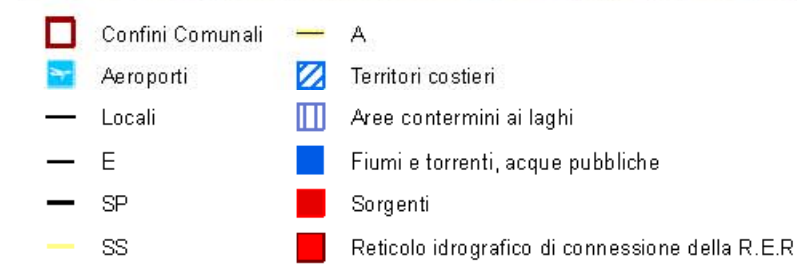 Confini Comunali
Aeroporti
Locali
E
SP
SS
A
Territori costieri
Aree contermini ai laghi
Fiumi e torrenti, acque pubbliche
Sorgenti
Reticolo idrografico di connessione della R.E.R